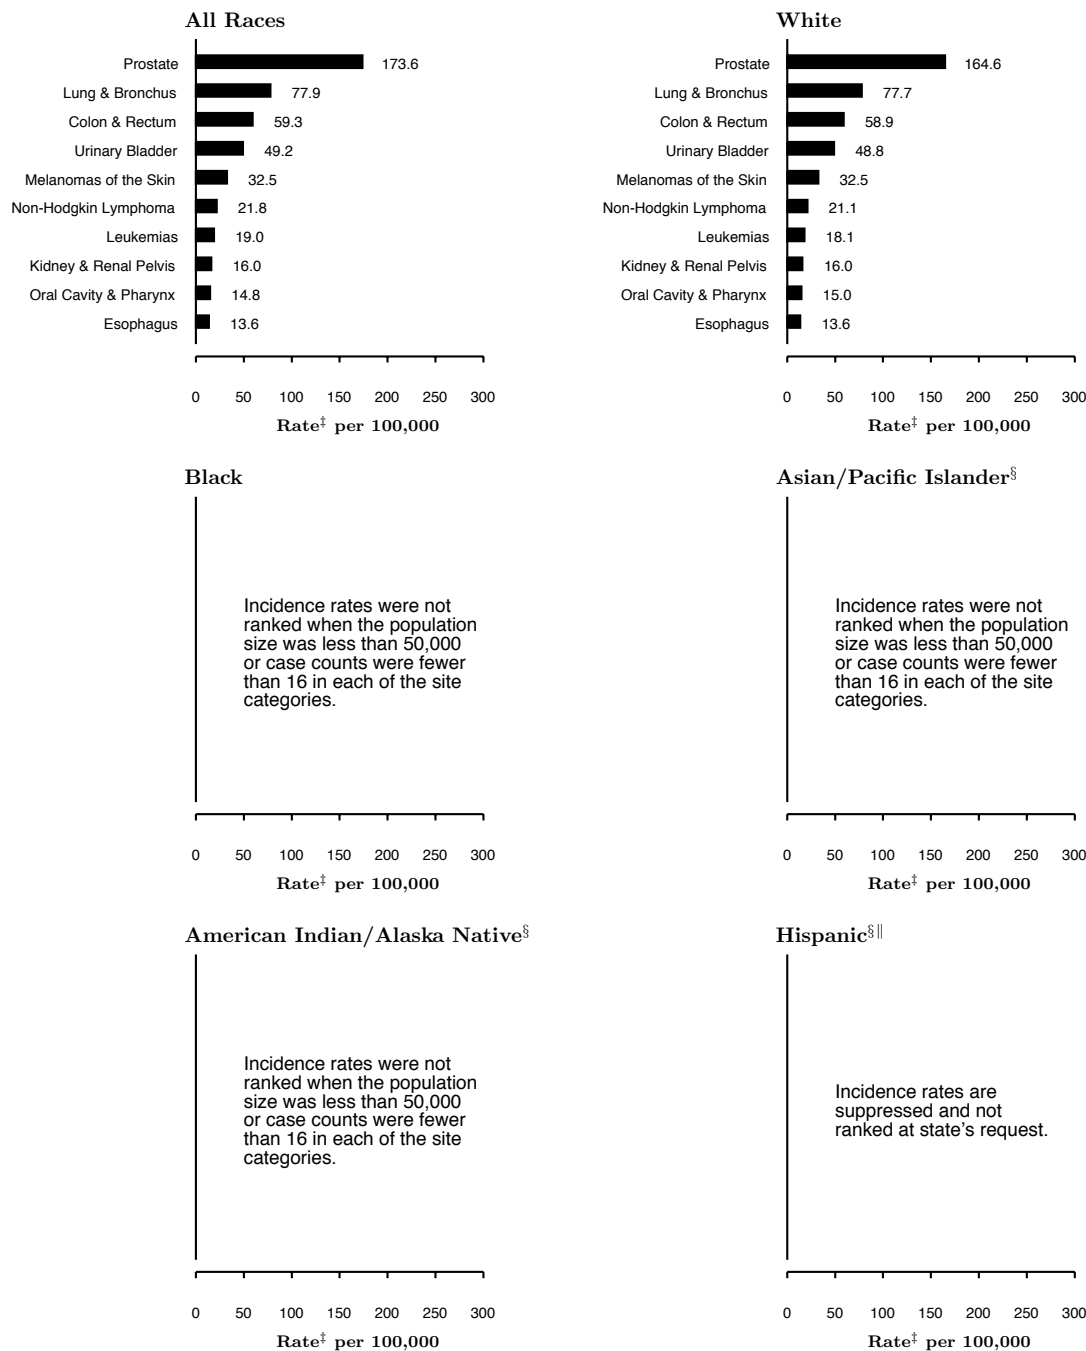 All Races
Prostate 173.6
Lung & Bronchus 77.9
Colon & Rectum 59.3
Urinary Bladder 49.2
Melanomas of the Skin 32.5
Non-Hodgkin Lymphoma 21.8
Leukemias 19.0
Kidney & Renal Pelvis 16.0
Oral Cavity & Pharynx 14.8
Esophagus 13.6
0 50 100 150 200 250 300
Rate‡ per 100,000
White
Prostate 164.6
Lung & Bronchus 77.7
Colon & Rectum 58.9
Urinary Bladder 48.8
Melanomas of the Skin 32.5
Non-Hodgkin Lymphoma 21.1
Leukemias 18.1
Kidney & Renal Pelvis 16.0
Oral Cavity & Pharynx 15.0
Esophagus 13.6
0 50 100 150 200 250 300
Rate‡ per 100,000
Black
Incidence rates were not
ranked when the population
size was less than 50,000
or case counts were fewer
than 16 in each of the site
categories.
0 50 100 150 200 250 300
Rate‡ per 100,000
Asian/Pacific Islander§
Incidence rates were not
ranked when the population
size was less than 50,000
or case counts were fewer
than 16 in each of the site
categories.
0 50 100 150 200 250 300
Rate‡ per 100,000
American Indian/Alaska Native§
Incidence rates were not
ranked when the population
size was less than 50,000
or case counts were fewer
than 16 in each of the site
categories.
0 50 100 150 200 250 300
Rate‡ per 100,000
Hispanic§‖
Incidence rates are
suppressed and not
ranked at state's request.
0 50 100 150 200 250 300
Rate‡ per 100,000